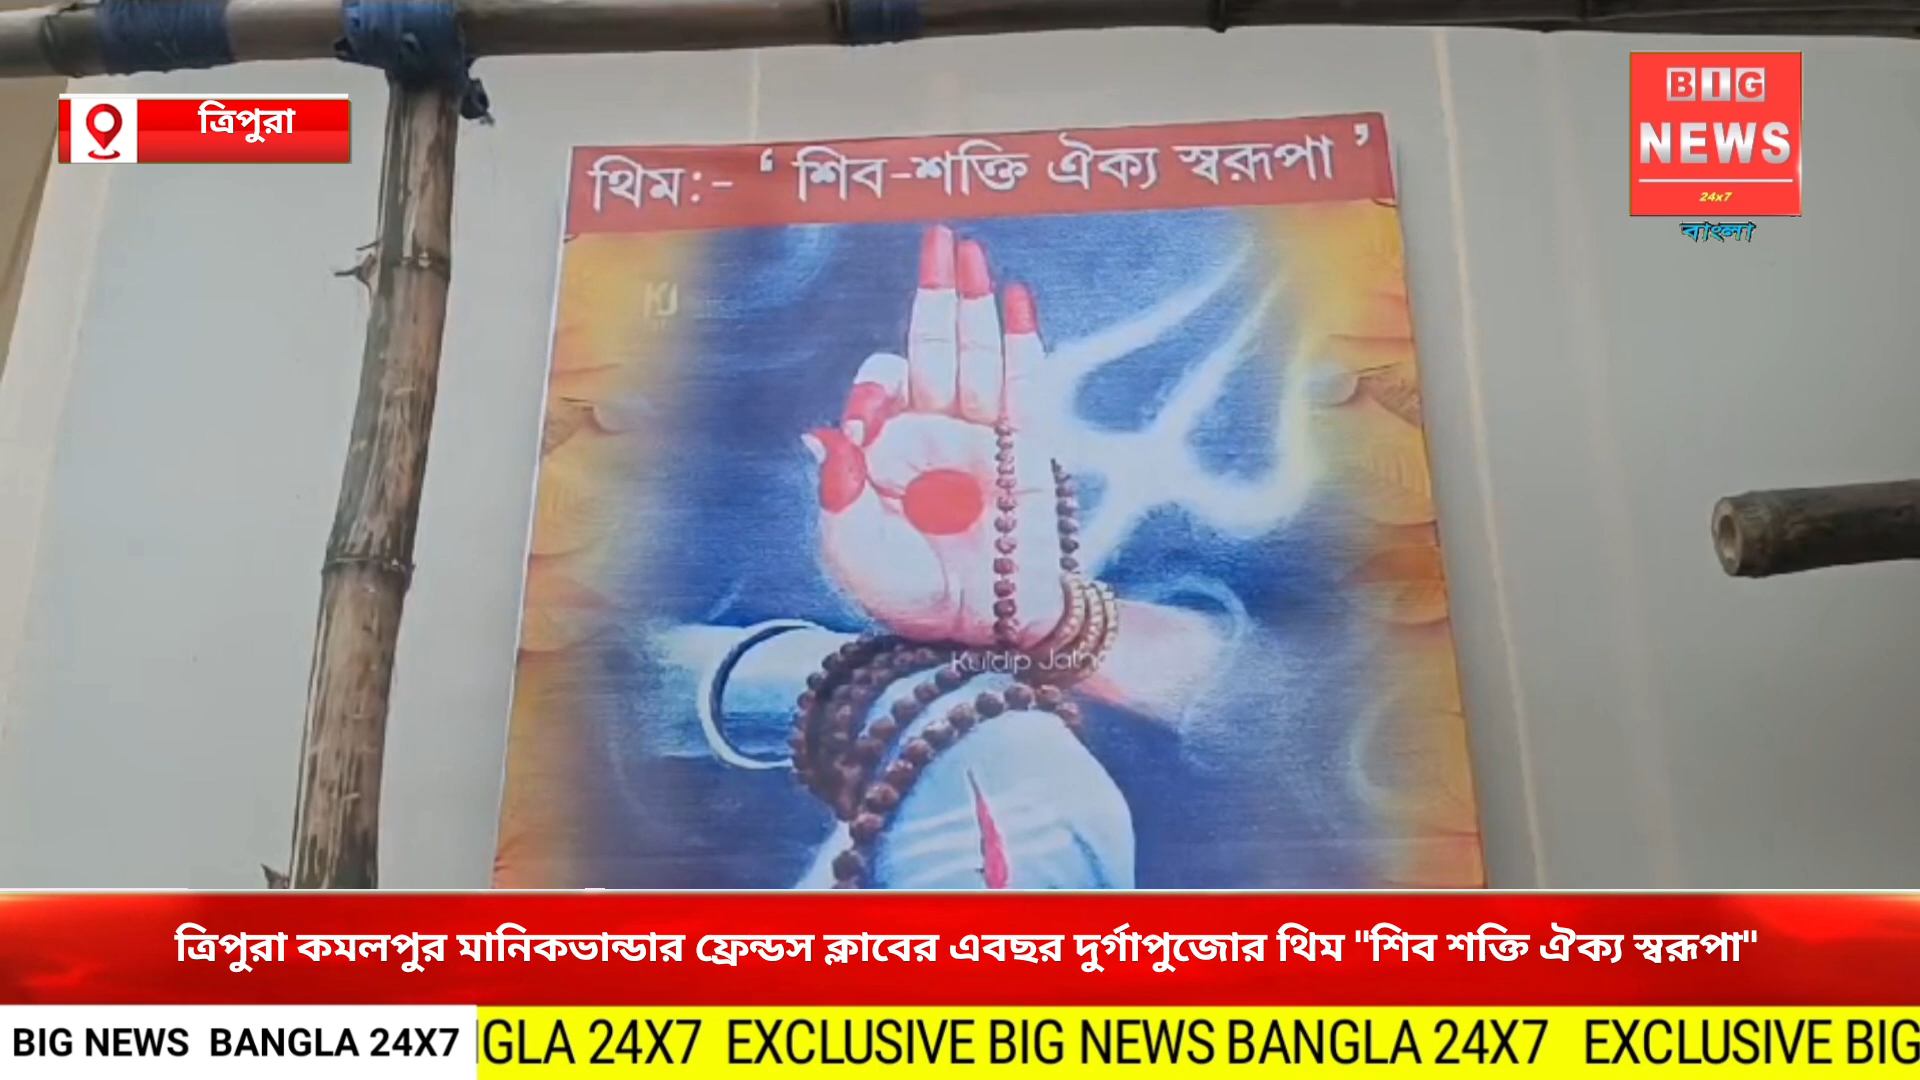 ত্রিপুরা
BIG
NEWS
24x7
বাংলা
থিম:- ‘ শিব-শক্তি ঐক্য স্বরূপা ’
KJ
Kuldip
ত্রিপুরা কমলপুর মানিকভান্ডার ফ্রেন্ডস ক্লাবের এবছর দুর্গাপুজোর থিম "শিব শক্তি ঐক্য স্বরূপা"
BIG NEWS BANGLA 24X7
GLA 24X7 EXCLUSIVE BIG NEWS BANGLA 24X7 EXCLUSIVE BIG